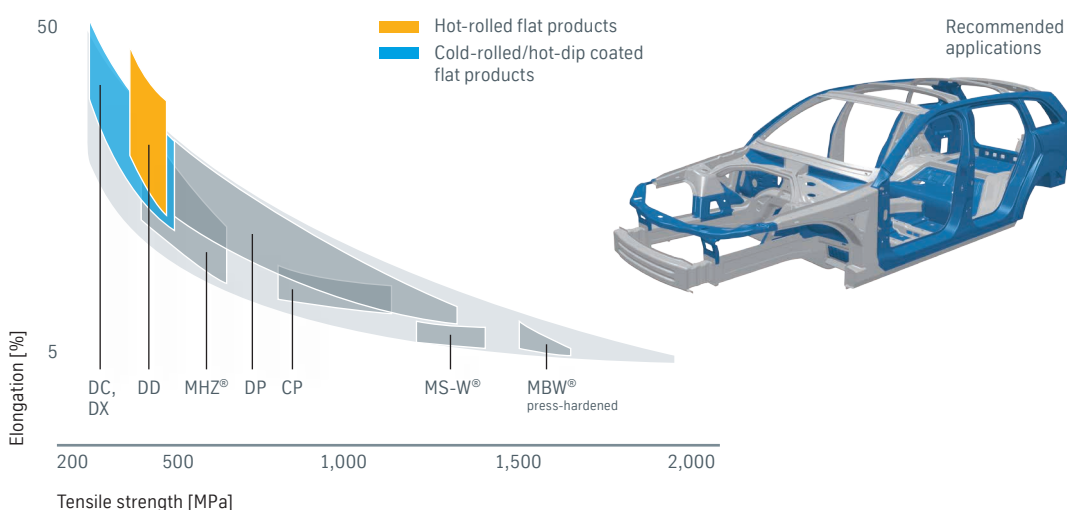 50
Hot-rolled flat products
Cold-rolled/hot-dip coated
flat products
Recommended
applications
Elongation [%]
5
DC,
DX
DD
MHZ®
DP
CP
MS-W®
MBW®
press-hardened
200
500
1,000
1,500
2,000
Tensile strength [MPa]